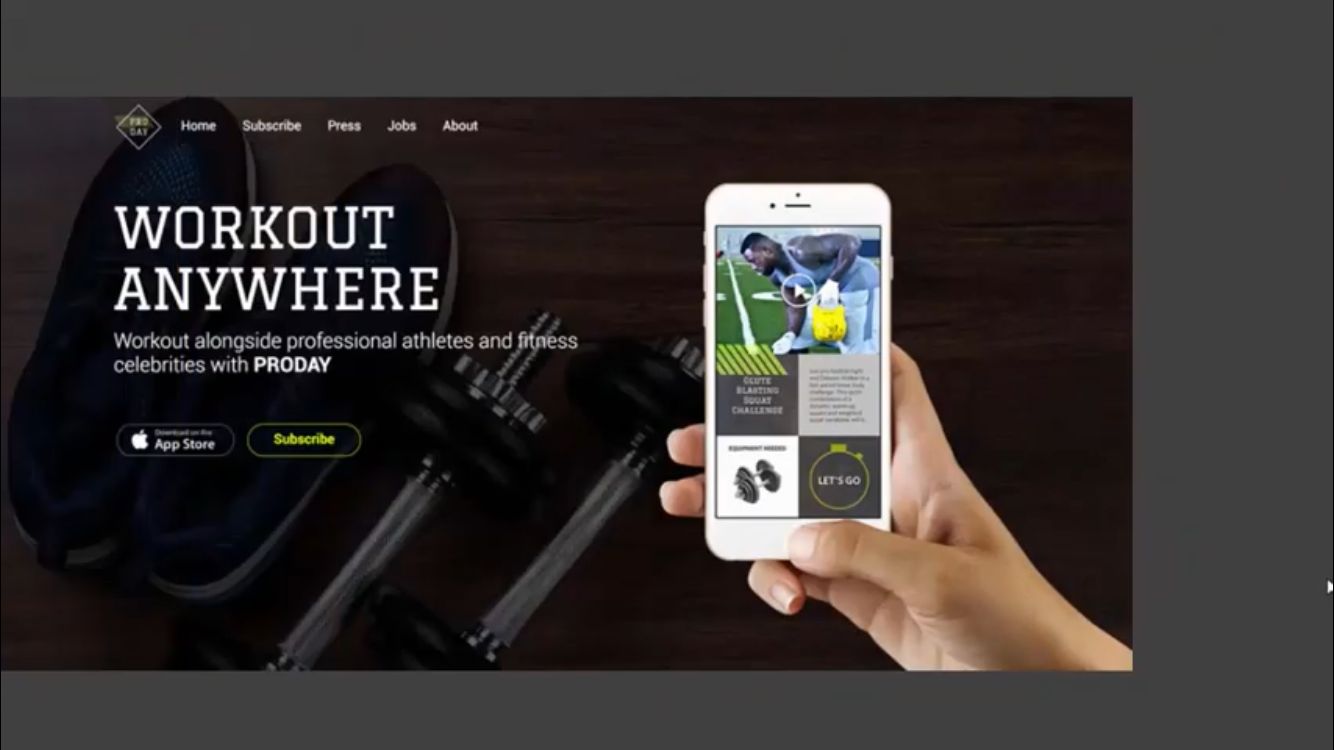 PRO
DAY
Home Subscribe Press Jobs About
WORKOUT
ANYWHERE
Workout alongside professional athletes and fitness
celebrities with PRODAY
Download on the
App Store
Subscribe
GLUTE
BLASTING
SQUAT
CHALLENGE
EQUIPMENT NEEDED
LET'S GO